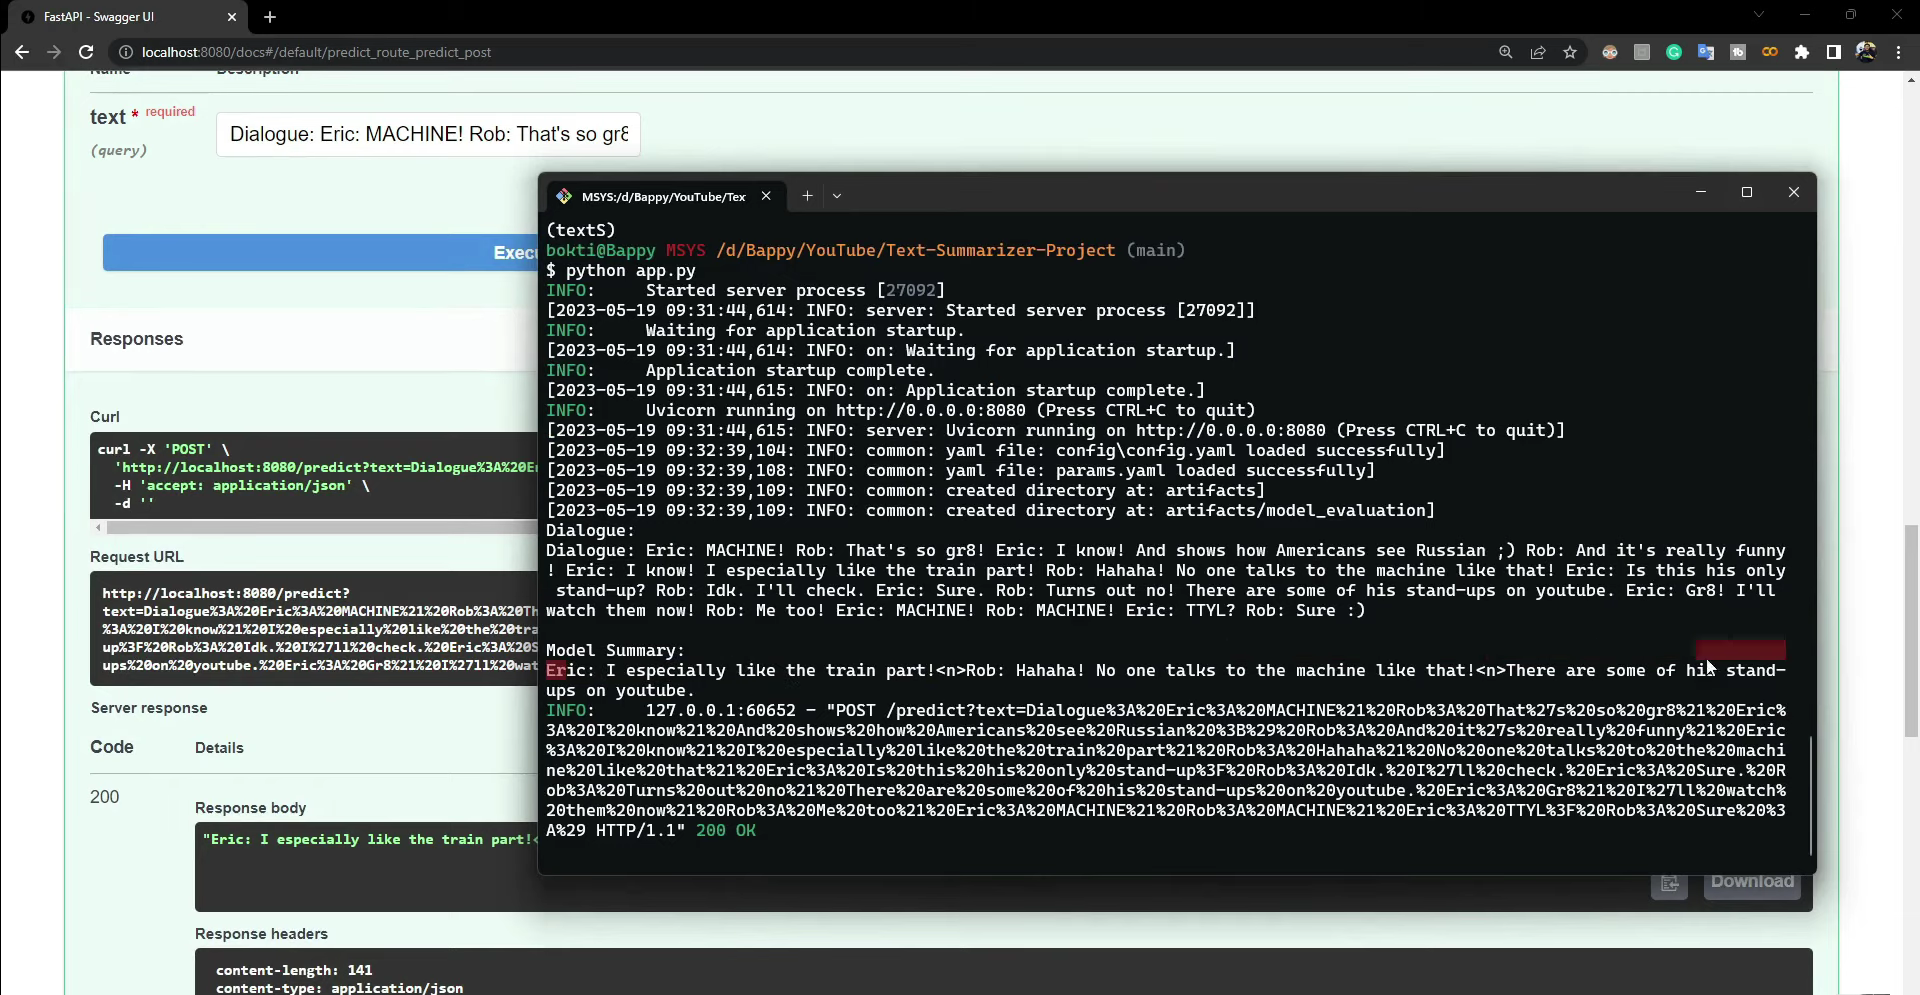 FastAPI - Swagger UI
localhost:8080/docs#/default/predict_route_predict_post
Name Description
text * required
(query)
Dialogue: Eric: MACHINE! Rob: That's so gr8
Execu
Responses
Curl
curl -X 'POST' \
'http://localhost:8080/predict?text=Dialogue%3A%20E
-H 'accept: application/json' \
-d ''
Request URL
http://localhost:8080/predict?
text=Dialogue%3A%20Eric%3A%20MACHINE%21%20Rob%3A%20Th
%3A%20I%20know%21%20I%20especially%20like%20the%20tra
up%3F%20Rob%3A%20Idk.%20I%27ll%20check.%20Eric%3A%20S
ups%20on%20youtube.%20Eric%3A%20Gr8%21%20I%27ll%20wat
Server response
Code Details
200
Response body
"Eric: I especially like the train part!<
Download
Response headers
content-length: 141
content-type: application/json
MSYS:/d/Bappy/YouTube/Tex
(textS)
bokti@Bappy MSYS /d/Bappy/YouTube/Text-Summarizer-Project (main)
$ python app.py
INFO: Started server process [27092]
[2023-05-19 09:31:44,614: INFO: server: Started server process [27092]]
INFO: Waiting for application startup.
[2023-05-19 09:31:44,614: INFO: on: Waiting for application startup.]
INFO: Application startup complete.
[2023-05-19 09:31:44,615: INFO: on: Application startup complete.]
INFO: Uvicorn running on http://0.0.0.0:8080 (Press CTRL+C to quit)
[2023-05-19 09:31:44,615: INFO: server: Uvicorn running on http://0.0.0.0:8080 (Press CTRL+C to quit)]
[2023-05-19 09:32:39,104: INFO: common: yaml file: config\config.yaml loaded successfully]
[2023-05-19 09:32:39,108: INFO: common: yaml file: params.yaml loaded successfully]
[2023-05-19 09:32:39,109: INFO: common: created directory at: artifacts]
[2023-05-19 09:32:39,109: INFO: common: created directory at: artifacts/model_evaluation]
Dialogue:
Dialogue: Eric: MACHINE! Rob: That's so gr8! Eric: I know! And shows how Americans see Russian ;) Rob: And it's really funny
! Eric: I know! I especially like the train part! Rob: Hahaha! No one talks to the machine like that! Eric: Is this his only
stand-up? Rob: Idk. I'll check. Eric: Sure. Rob: Turns out no! There are some of his stand-ups on youtube. Eric: Gr8! I'll
watch them now! Rob: Me too! Eric: MACHINE! Rob: MACHINE! Eric: TTYL? Rob: Sure :)
Model Summary:
Eric: I especially like the train part!<n>Rob: Hahaha! No one talks to the machine like that!<n>There are some of his stand-
ups on youtube.
INFO: 127.0.0.1:60652 - "POST /predict?text=Dialogue%3A%20Eric%3A%20MACHINE%21%20Rob%3A%20That%27s%20so%20gr8%21%20Eric%
3A%20I%20know%21%20And%20shows%20how%20Americans%20see%20Russian%20%3B%29%20Rob%3A%20And%20it%27s%20really%20funny%21%20Eric
%3A%20I%20know%21%20I%20especially%20like%20the%20train%20part%21%20Rob%3A%20Hahaha%21%20No%20one%20talks%20to%20the%20machi
ne%20like%20that%21%20Eric%3A%20Is%20this%20his%20only%20stand-up%3F%20Rob%3A%20Idk.%20I%27ll%20check.%20Eric%3A%20Sure.%20R
ob%3A%20Turns%20out%20no%21%20There%20are%20some%20of%20his%20stand-ups%20on%20youtube.%20Eric%3A%20Gr8%21%20I%27ll%20watch%
20them%20now%21%20Rob%3A%20Me%20too%21%20Eric%3A%20MACHINE%21%20Rob%3A%20MACHINE%21%20Eric%3A%20TTYL%3F%20Rob%3A%20Sure%20%3
A%29 HTTP/1.1" 200 OK